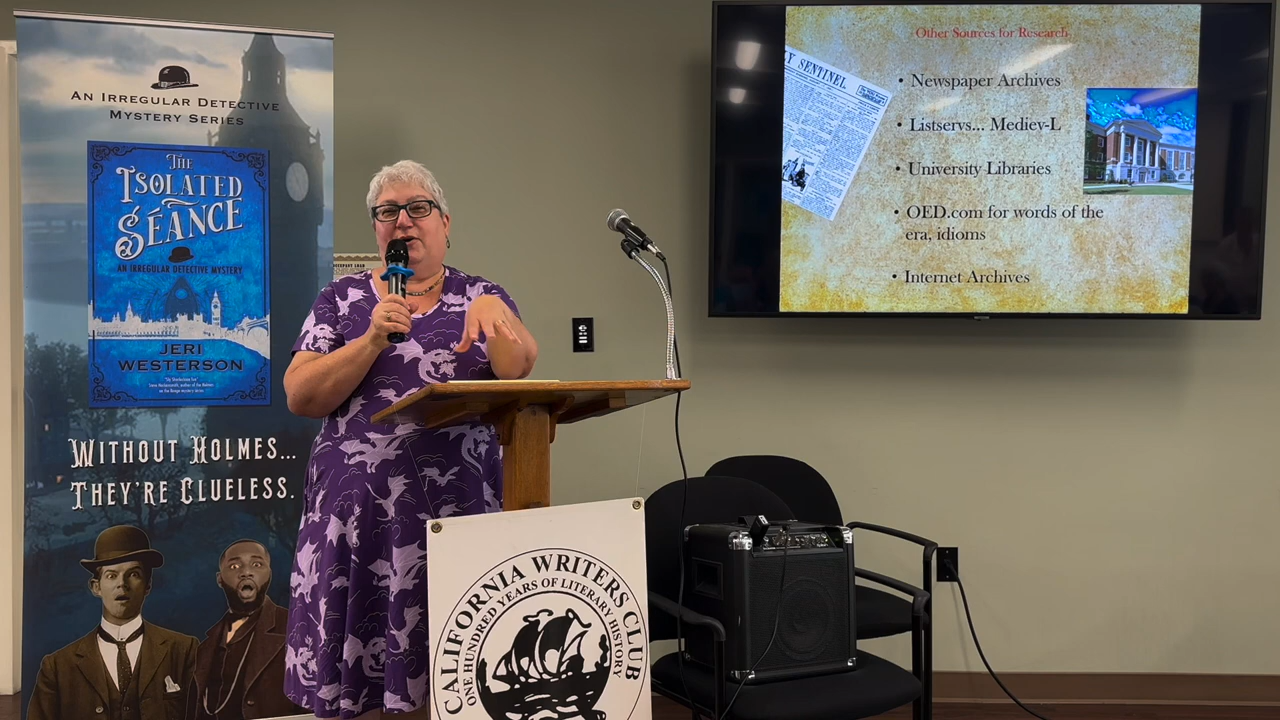 AN IRREGULAR DETECTIVE
MYSTERY SERIES
THE
ISOLATED
SÉANCE
AN IRREGULAR DETECTIVE MYSTERY
JERI
WESTERSON
WITHOUT HOLMES...
THEY'RE CLUELESS.
CALIFORNIA WRITERS CLUB
ONE HUNDRED YEARS OF LITERARY HISTORY
Other Sources for Research
Y SENTINEL.
• Newspaper Archives
• Listservs... Mediev-L
• University Libraries
• OED.com for words of the
era, idioms
• Internet Archives